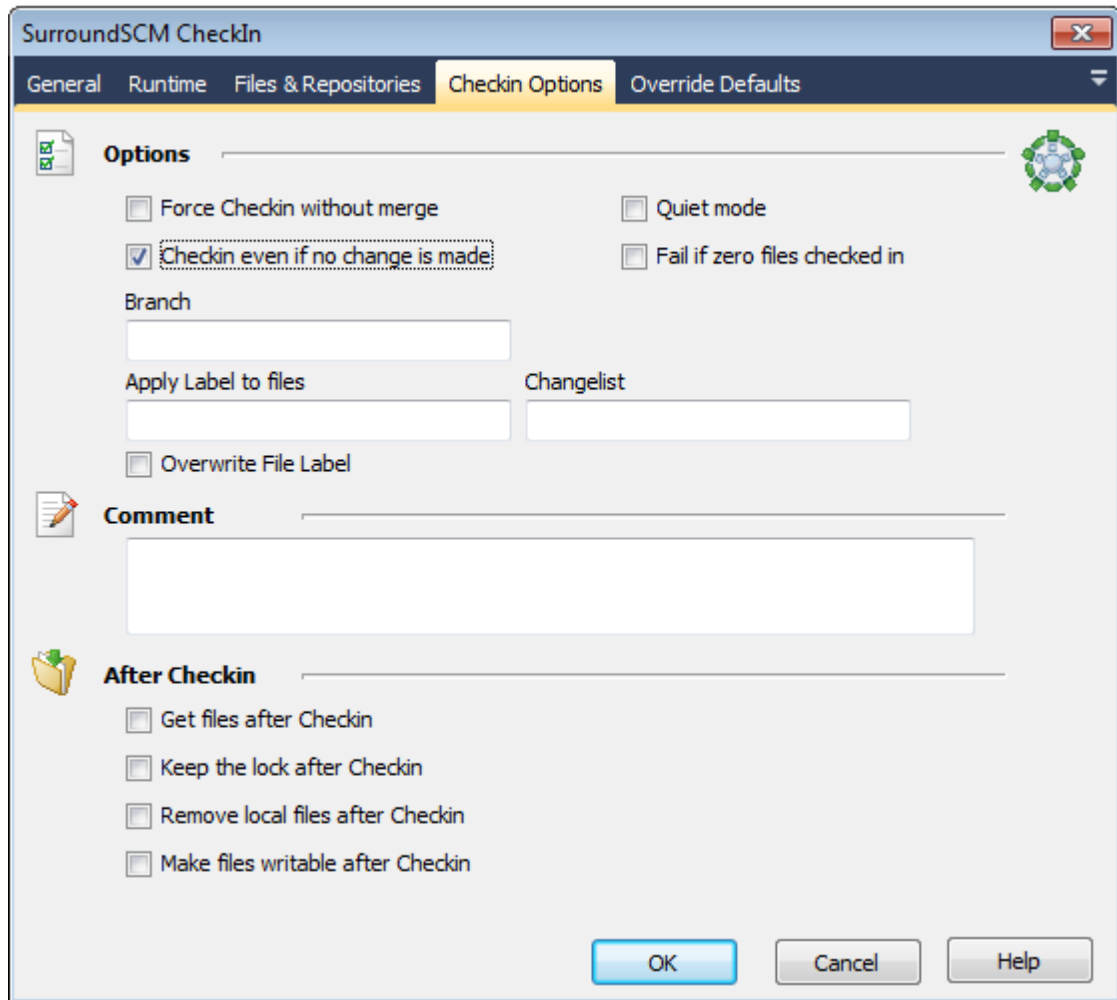 SurroundSCM CheckIn
General Runtime Files & Repositories Checkin Options Override Defaults
Options
Force Checkin without merge Quiet mode
Checkin even if no change is made Fail if zero files checked in
Branch
Apply Label to files Changelist
Overwrite File Label
Comment
After Checkin
Get files after Checkin
Keep the lock after Checkin
Remove local files after Checkin
Make files writable after Checkin
OK Cancel Help